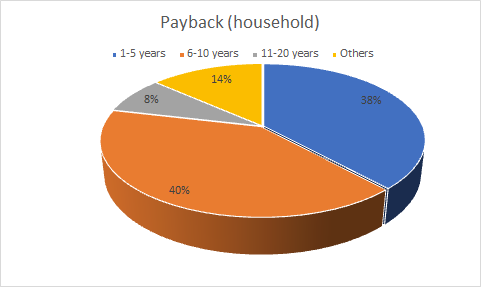 Payback (household)
1-5 years 6-10 years 11-20 years Others
14%
38%
8%
40%